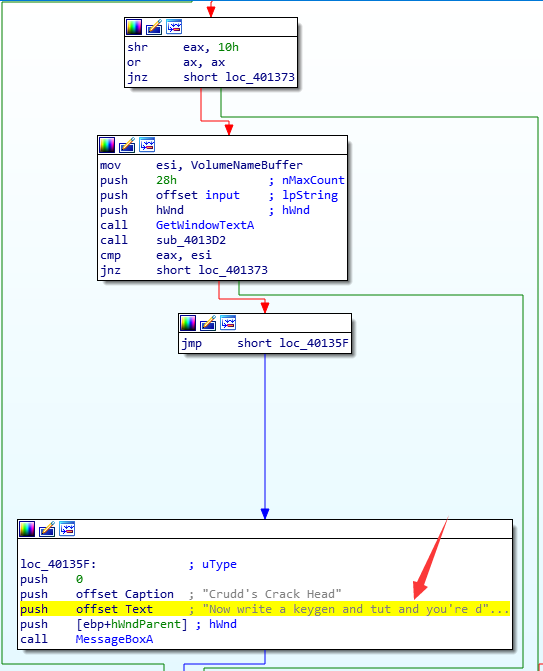 shr eax, 10h
or ax, ax
jnz short loc_401373
mov esi, VolumeNameBuffer
push 28h ; nMaxCount
push offset input ; lpString
push hWnd ; hWnd
call GetWindowTextA
call sub_4013D2
cmp eax, esi
jnz short loc_401373
jmp short loc_40135F
loc_40135F: ; uType
push 0
push offset Caption ; "Crudd's Crack Head"
push offset Text ; "Now write a keygen and tut and you're d"...
push [ebp+hWndParent] ; hWnd
call MessageBoxA